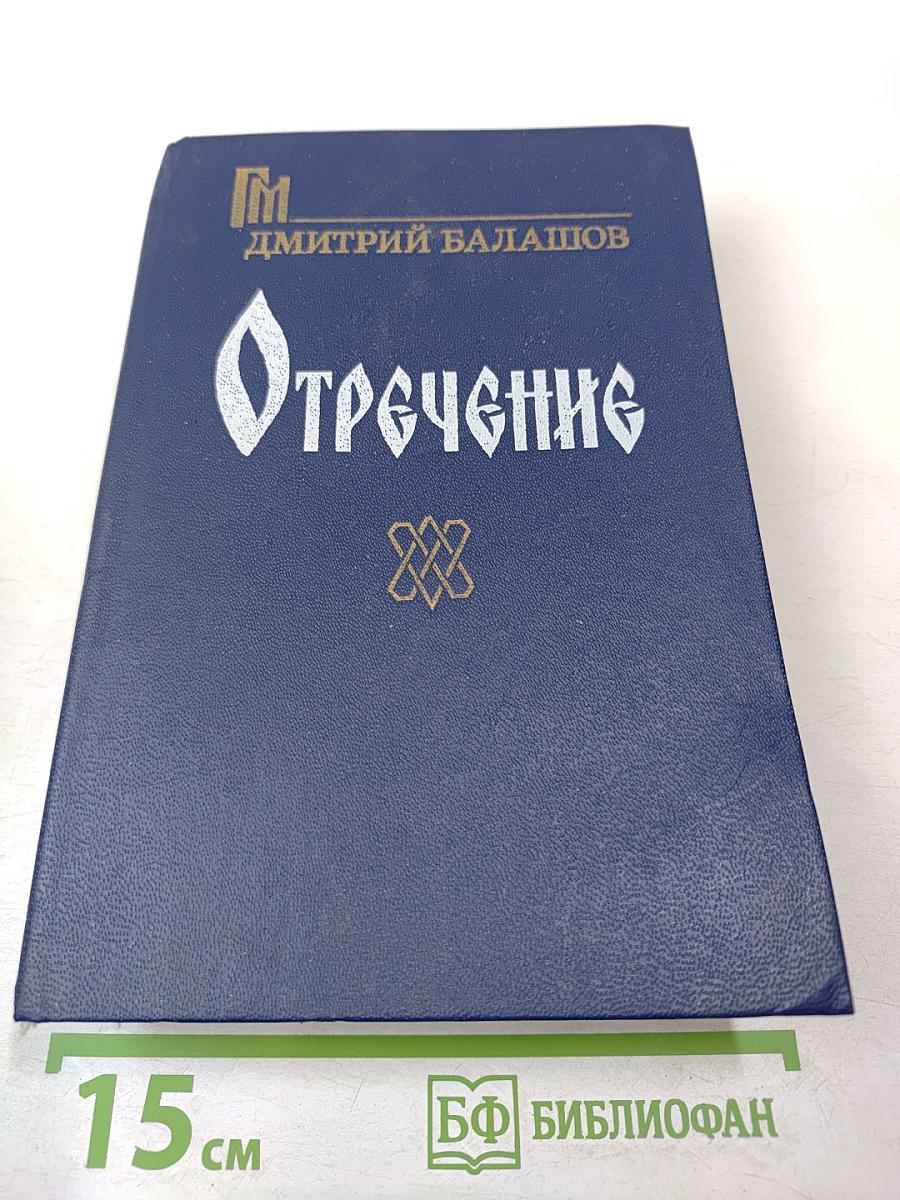 ГМ
ДМИТРИЙ БАЛАШОВ
Отречение
15 см
БФ БИБЛИОФАН